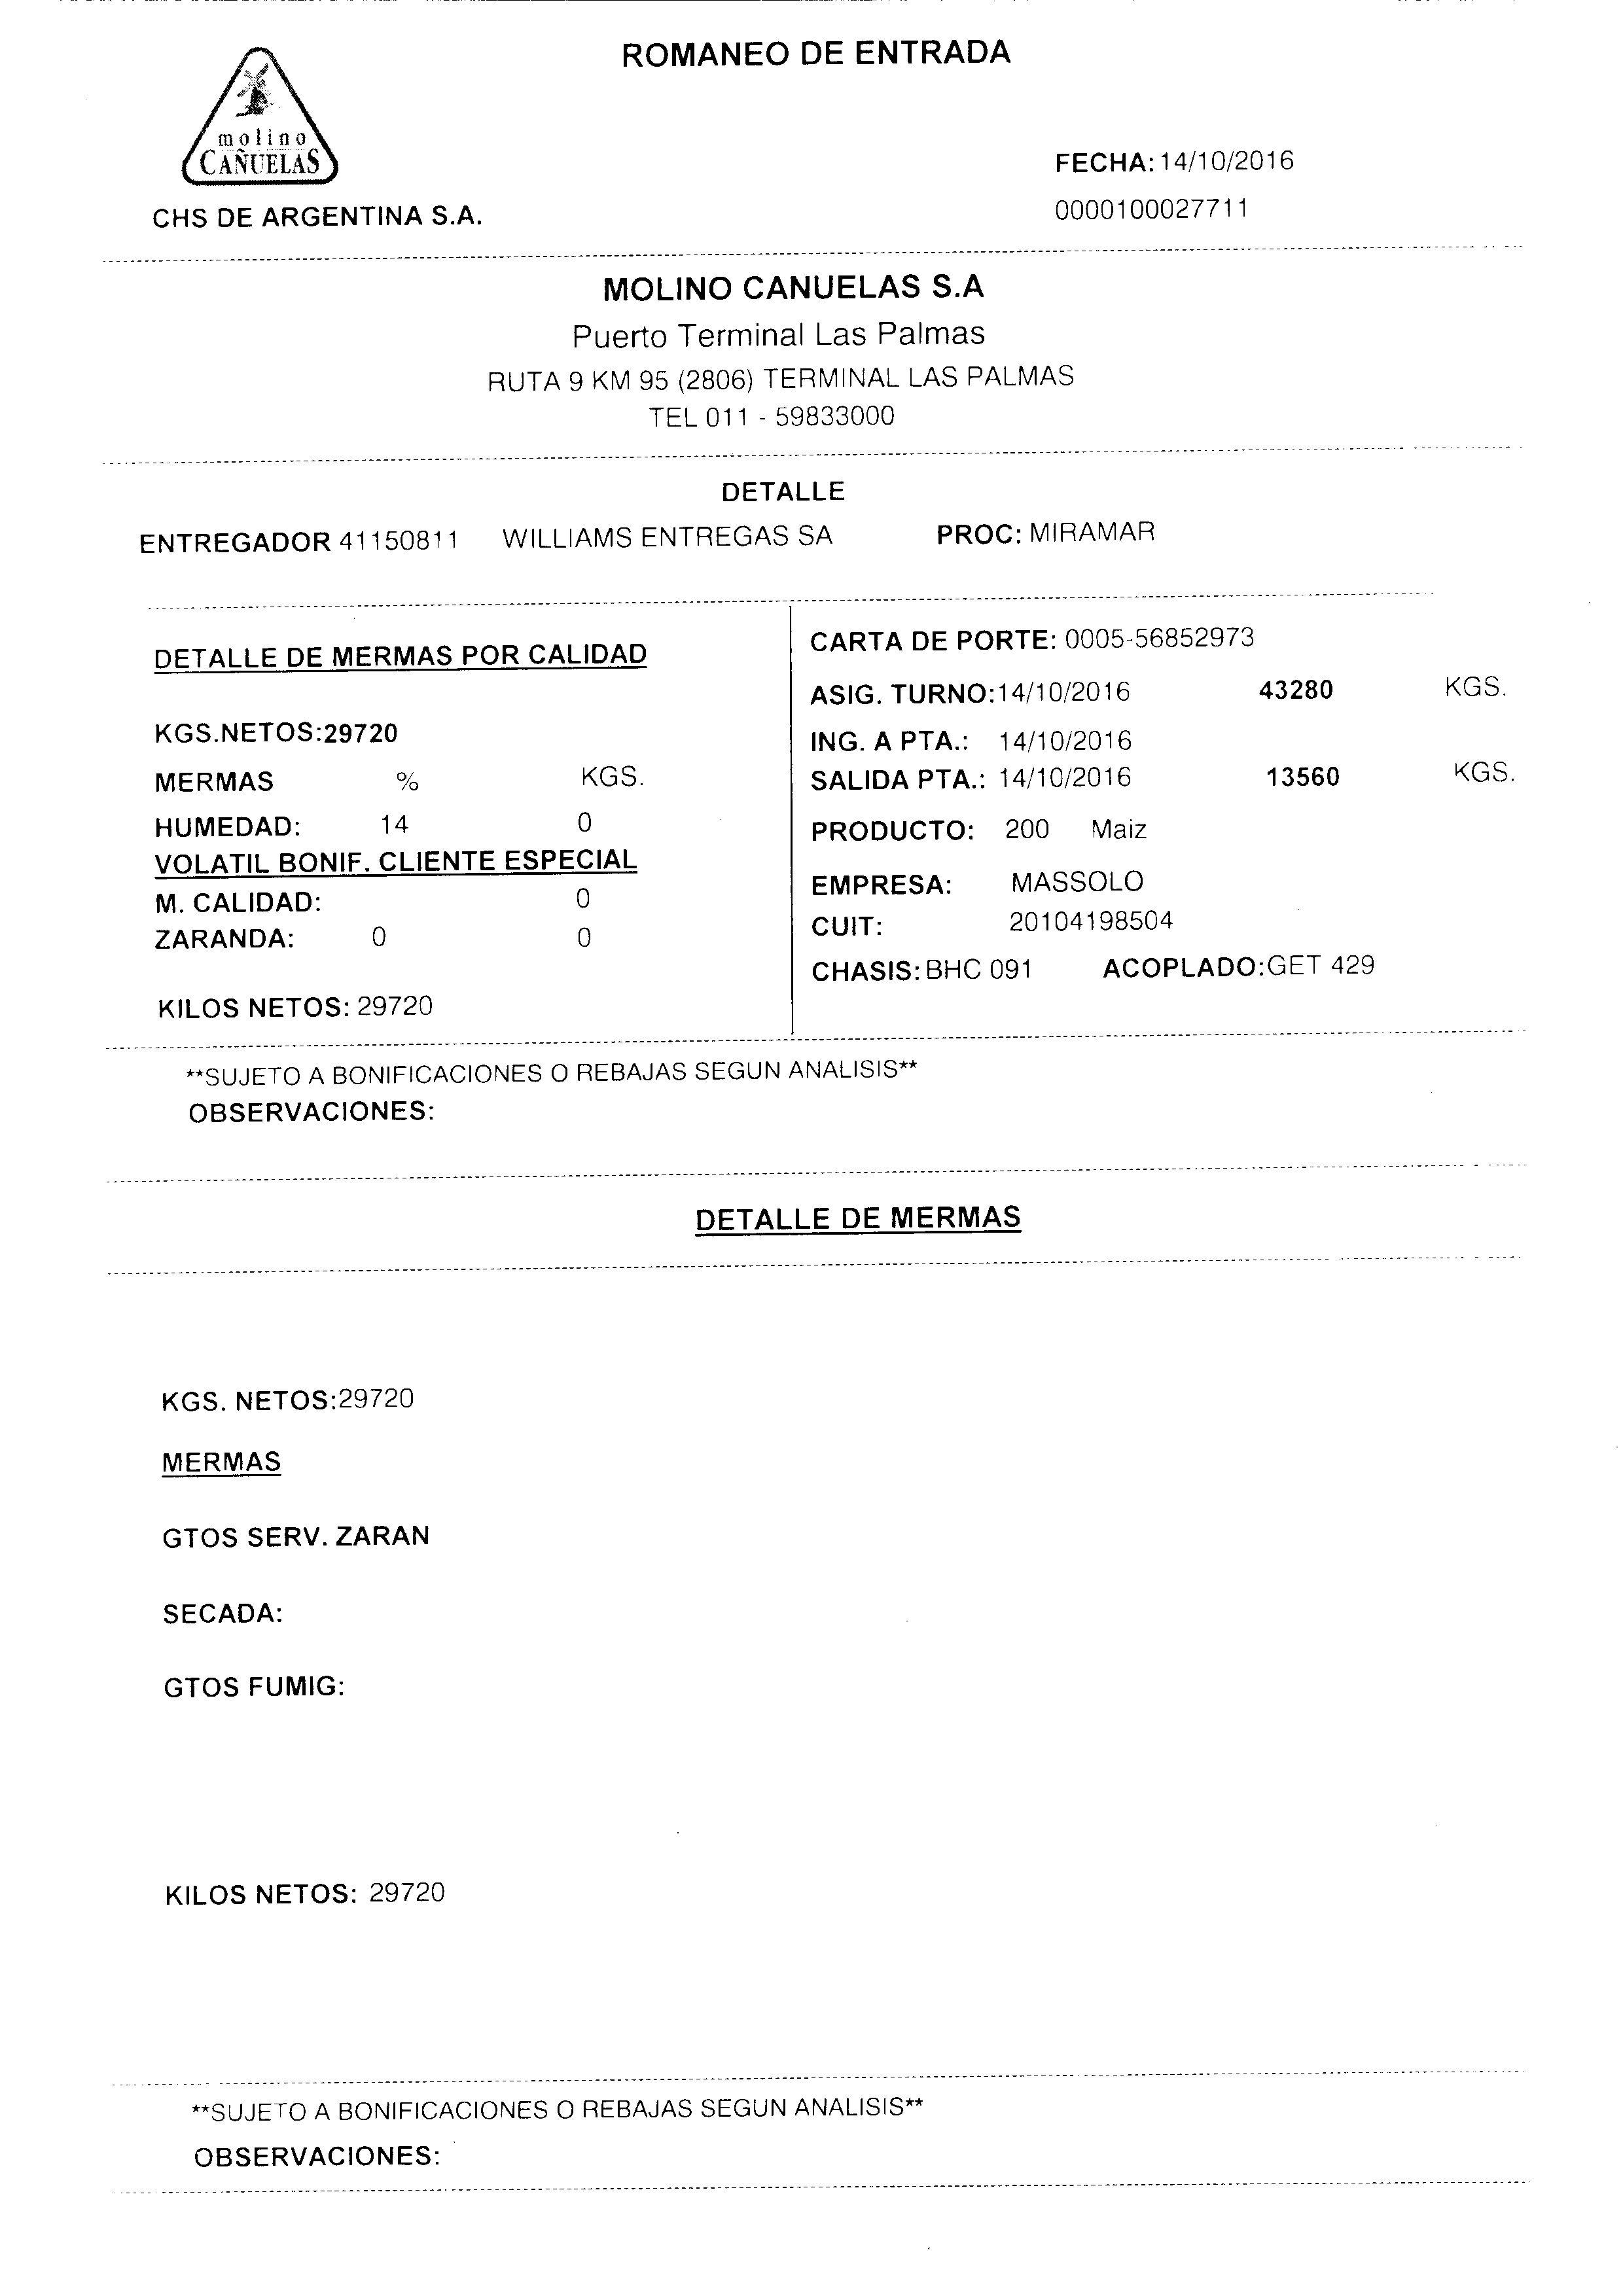 ROMANEO DE ENTRADA
molino
CAÑUELAS
FECHA: 14/10/2016
CHS DE ARGENTINA S.A.
0000100027711
MOLINO CANUELAS S.A
Puerto Terminal Las Palmas
RUTA 9 KM 95 (2806) TERMINAL LAS PALMAS
TEL 011 - 59833000
DETALLE
ENTREGADOR 41150811 WILLIAMS ENTREGAS SA PROC: MIRAMAR
DETALLE DE MERMAS POR CALIDAD
KGS.NETOS:29720
MERMAS % KGS.
HUMEDAD: 14 0
VOLATIL BONIF. CLIENTE ESPECIAL
M. CALIDAD: 0
ZARANDA: 0 0
KILOS NETOS: 29720
CARTA DE PORTE: 0005-56852973
ASIG. TURNO:14/10/2016 43280 KGS.
ING. A PTA.: 14/10/2016
SALIDA PTA.: 14/10/2016 13560 KGS.
PRODUCTO: 200 Maiz
EMPRESA: MASSOLO
CUIT: 20104198504
CHASIS: BHC 091 ACOPLADO:GET 429
**SUJETO A BONIFICACIONES O REBAJAS SEGUN ANALISIS**
OBSERVACIONES:
DETALLE DE MERMAS
KGS. NETOS:29720
MERMAS
GTOS SERV. ZARAN
SECADA:
GTOS FUMIG:
KILOS NETOS: 29720
**SUJETO A BONIFICACIONES O REBAJAS SEGUN ANALISIS**
OBSERVACIONES: